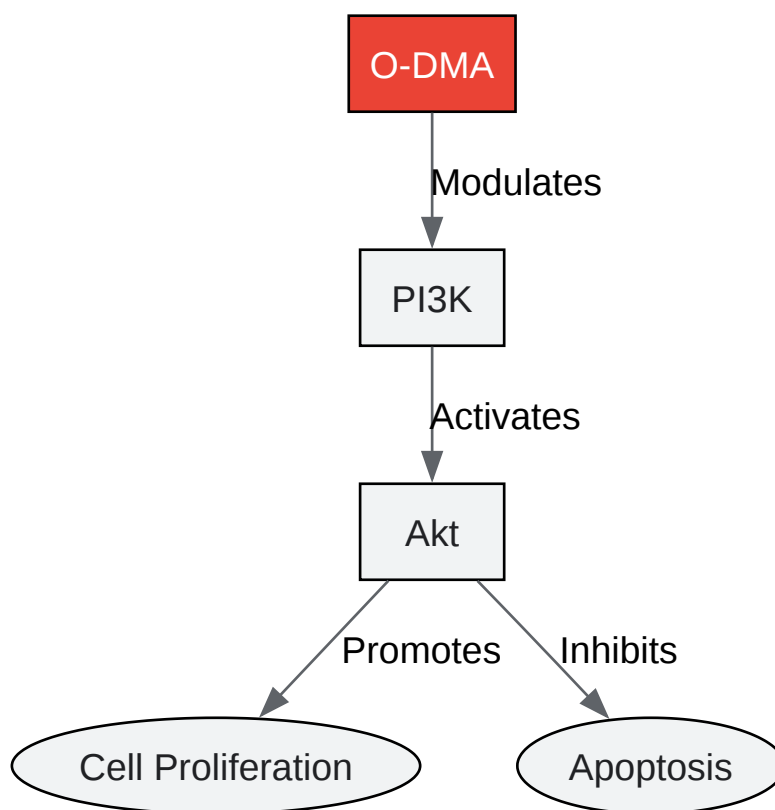 O-DMA
Modulates
PI3K
Activates
Akt
Promotes
Inhibits
Cell Proliferation
Apoptosis